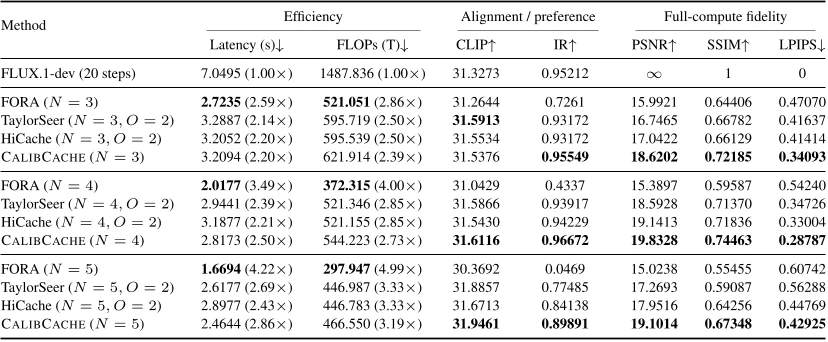 Method Efficiency Alignment / preference Full-compute fidelity
Latency (s)↓ FLOPs (T)↓ CLIP↑ IR↑ PSNR↑ SSIM↑ LPIPS↓
FLUX.1-dev (20 steps) 7.0495 (1.00×) 1487.836 (1.00×) 31.3273 0.95212 ∞ 1 0
FORA (N = 3) 2.7235 (2.59×) 521.051 (2.86×) 31.2644 0.7261 15.9921 0.64406 0.47070
TaylorSeer (N = 3, O = 2) 3.2887 (2.14×) 595.719 (2.50×) 31.5913 0.93172 16.7465 0.66782 0.41637
HiCache (N = 3, O = 2) 3.2052 (2.20×) 595.539 (2.50×) 31.5534 0.93172 17.0422 0.66129 0.41414
CALIBCACHE (N = 3) 3.2094 (2.20×) 621.914 (2.39×) 31.5376 0.95549 18.6202 0.72185 0.34093
FORA (N = 4) 2.0177 (3.49×) 372.315 (4.00×) 31.0429 0.4337 15.3897 0.59587 0.54240
TaylorSeer (N = 4, O = 2) 2.9441 (2.39×) 521.346 (2.85×) 31.5866 0.93917 18.5928 0.71370 0.34726
HiCache (N = 4, O = 2) 3.1877 (2.21×) 521.155 (2.85×) 31.5430 0.94229 19.1413 0.71836 0.33004
CALIBCACHE (N = 4) 2.8173 (2.50×) 544.223 (2.73×) 31.6116 0.96672 19.8328 0.74463 0.28787
FORA (N = 5) 1.6694 (4.22×) 297.947 (4.99×) 30.3692 0.0469 15.0238 0.55455 0.60742
TaylorSeer (N = 5, O = 2) 2.6177 (2.69×) 446.987 (3.33×) 31.8857 0.77485 17.2693 0.59087 0.56288
HiCache (N = 5, O = 2) 2.8977 (2.43×) 446.783 (3.33×) 31.6713 0.84138 17.9516 0.64256 0.44769
CALIBCACHE (N = 5) 2.4644 (2.86×) 466.550 (3.19×) 31.9461 0.89891 19.1014 0.67348 0.42925